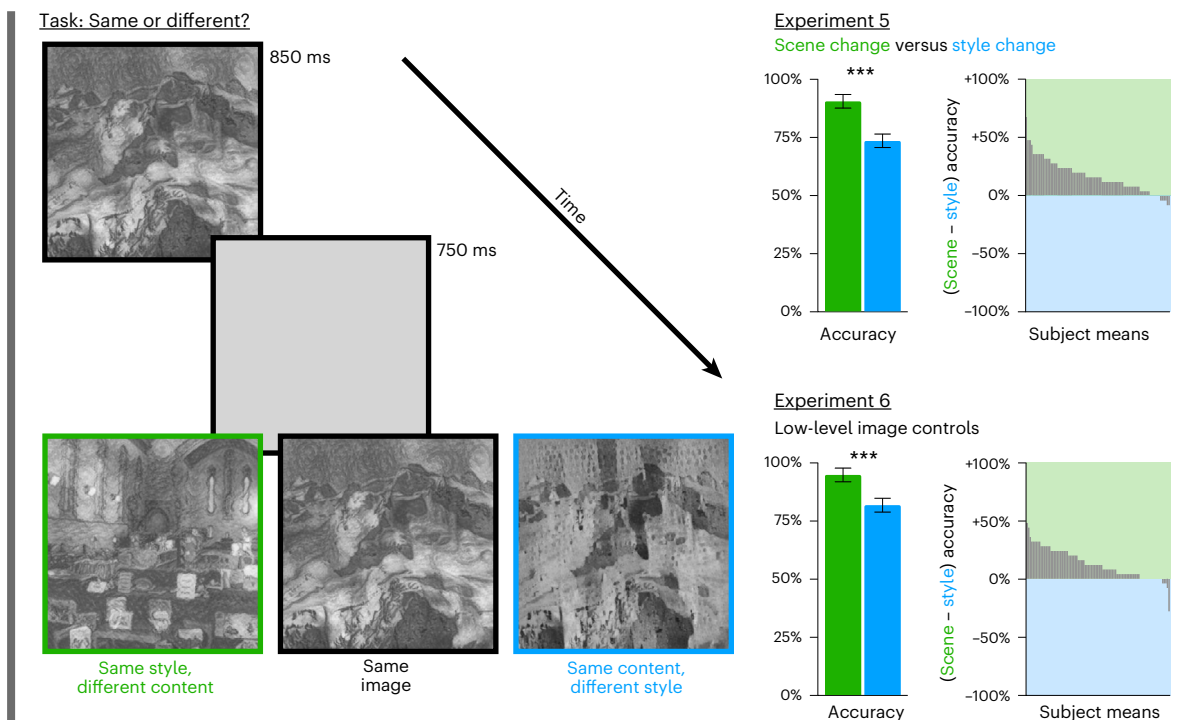 Task: Same or different?
850 ms
750 ms
Time
Same style,
different content
Same
image
Same content,
different style
Experiment 5
Scene change versus style change
100%
75%
50%
25%
0%
***
Accuracy
(Scene – style) accuracy
+100%
+50%
0%
–50%
–100%
Subject means
Experiment 6
Low-level image controls
100%
75%
50%
25%
0%
***
Accuracy
(Scene – style) accuracy
+100%
+50%
0%
–50%
–100%
Subject means